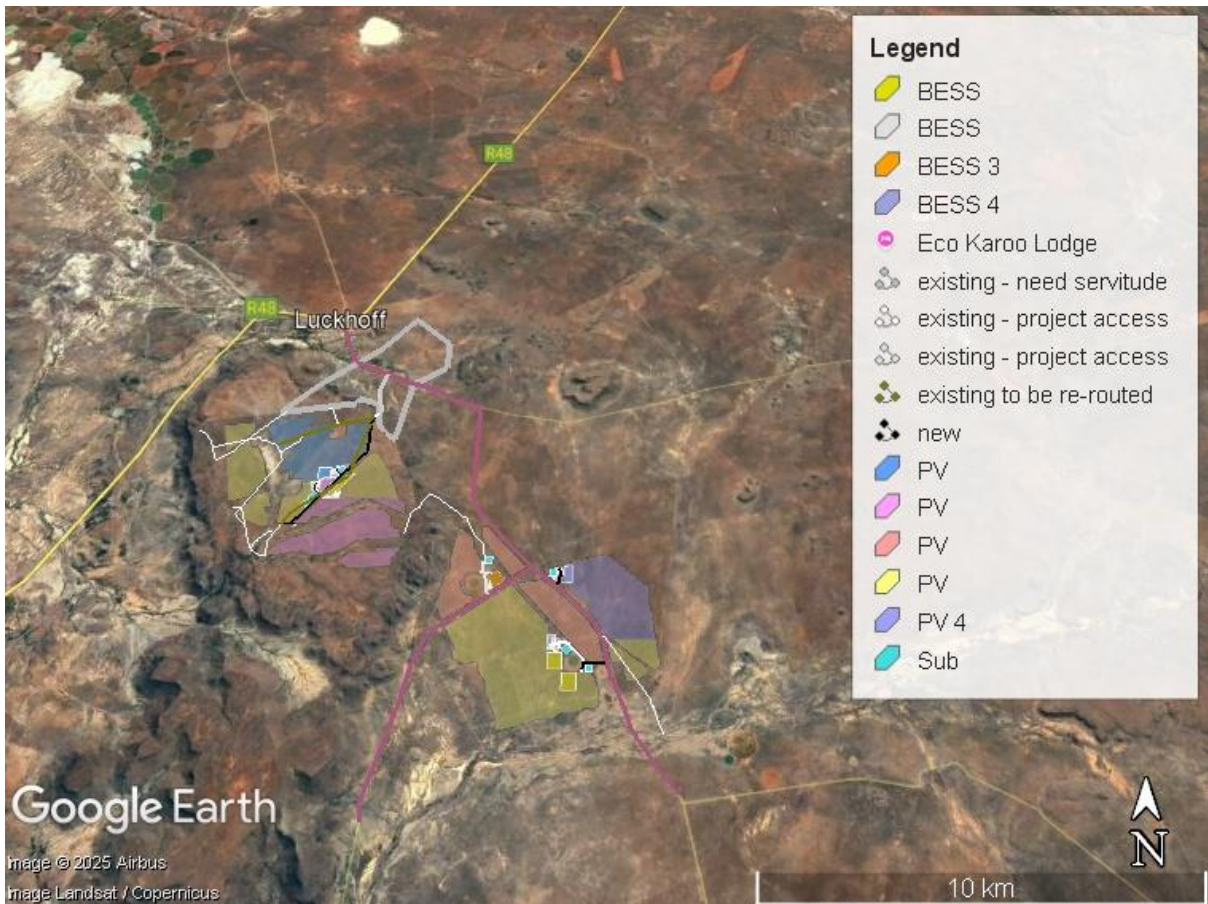 Legend
BESS
BESS
BESS 3
BESS 4
Eco Karoo Lodge
existing - need servitude
existing - project access
existing - project access
existing to be re-routed
new
PV
PV
PV
PV
PV 4
Sub
R48
R48
Luckhoff
Google Earth
Image © 2025 Airbus
Image Landsat / Copernicus
N
10 km